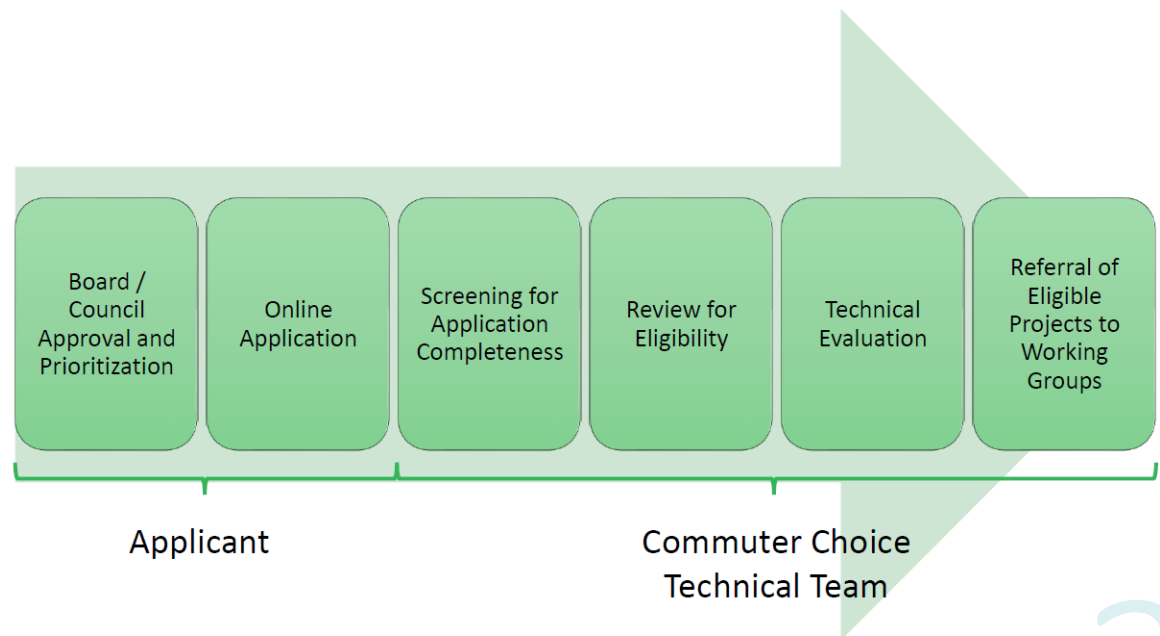 Board /
Council
Approval and
Prioritization
Online
Application
Screening for
Application
Completeness
Review for
Eligibility
Technical
Evaluation
Referral of
Eligible
Projects to
Working
Groups
Applicant
Commuter Choice
Technical Team